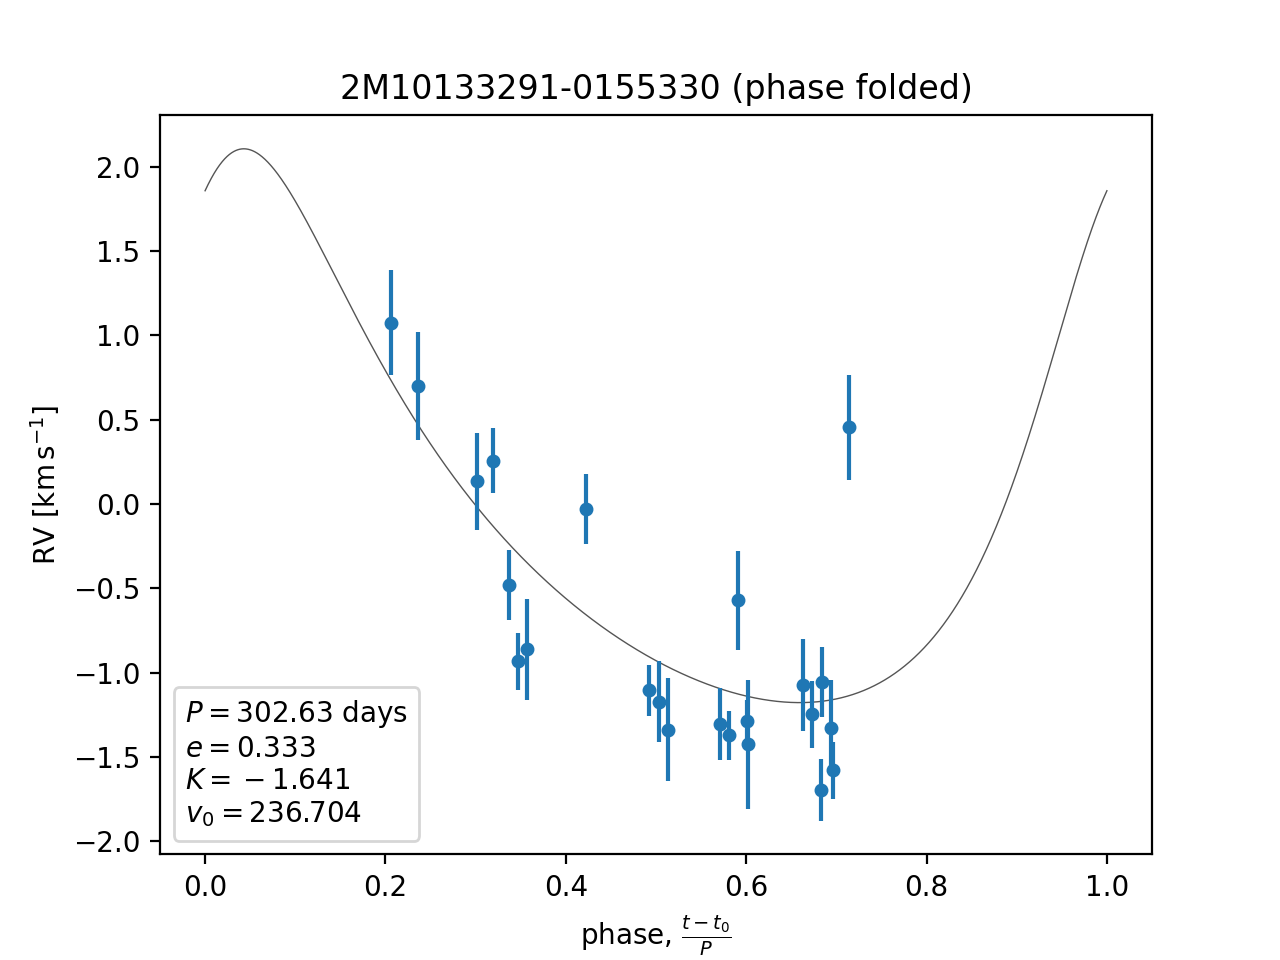 2M10133291-0155330 (phase folded)
RV [km s⁻¹]
2.0
1.5
1.0
0.5
0.0
−0.5
−1.0
−1.5
−2.0
P = 302.63 days
e = 0.333
K = −1.641
v₀ = 236.704
0.0 0.2 0.4 0.6 0.8 1.0
phase, (t − t₀)/P